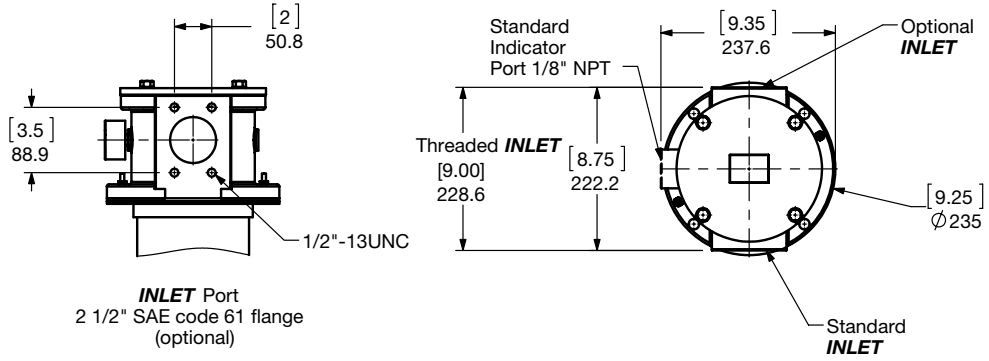 [2]
50.8
[3.5]
88.9
1/2"-13UNC
INLET Port
2 1/2" SAE code 61 flange
(optional)
Standard
Indicator
Port 1/8" NPT
[9.35]
237.6
Optional
INLET
Threaded INLET
[9.00]
228.6
[8.75]
222.2
[9.25]
∅235
Standard
INLET